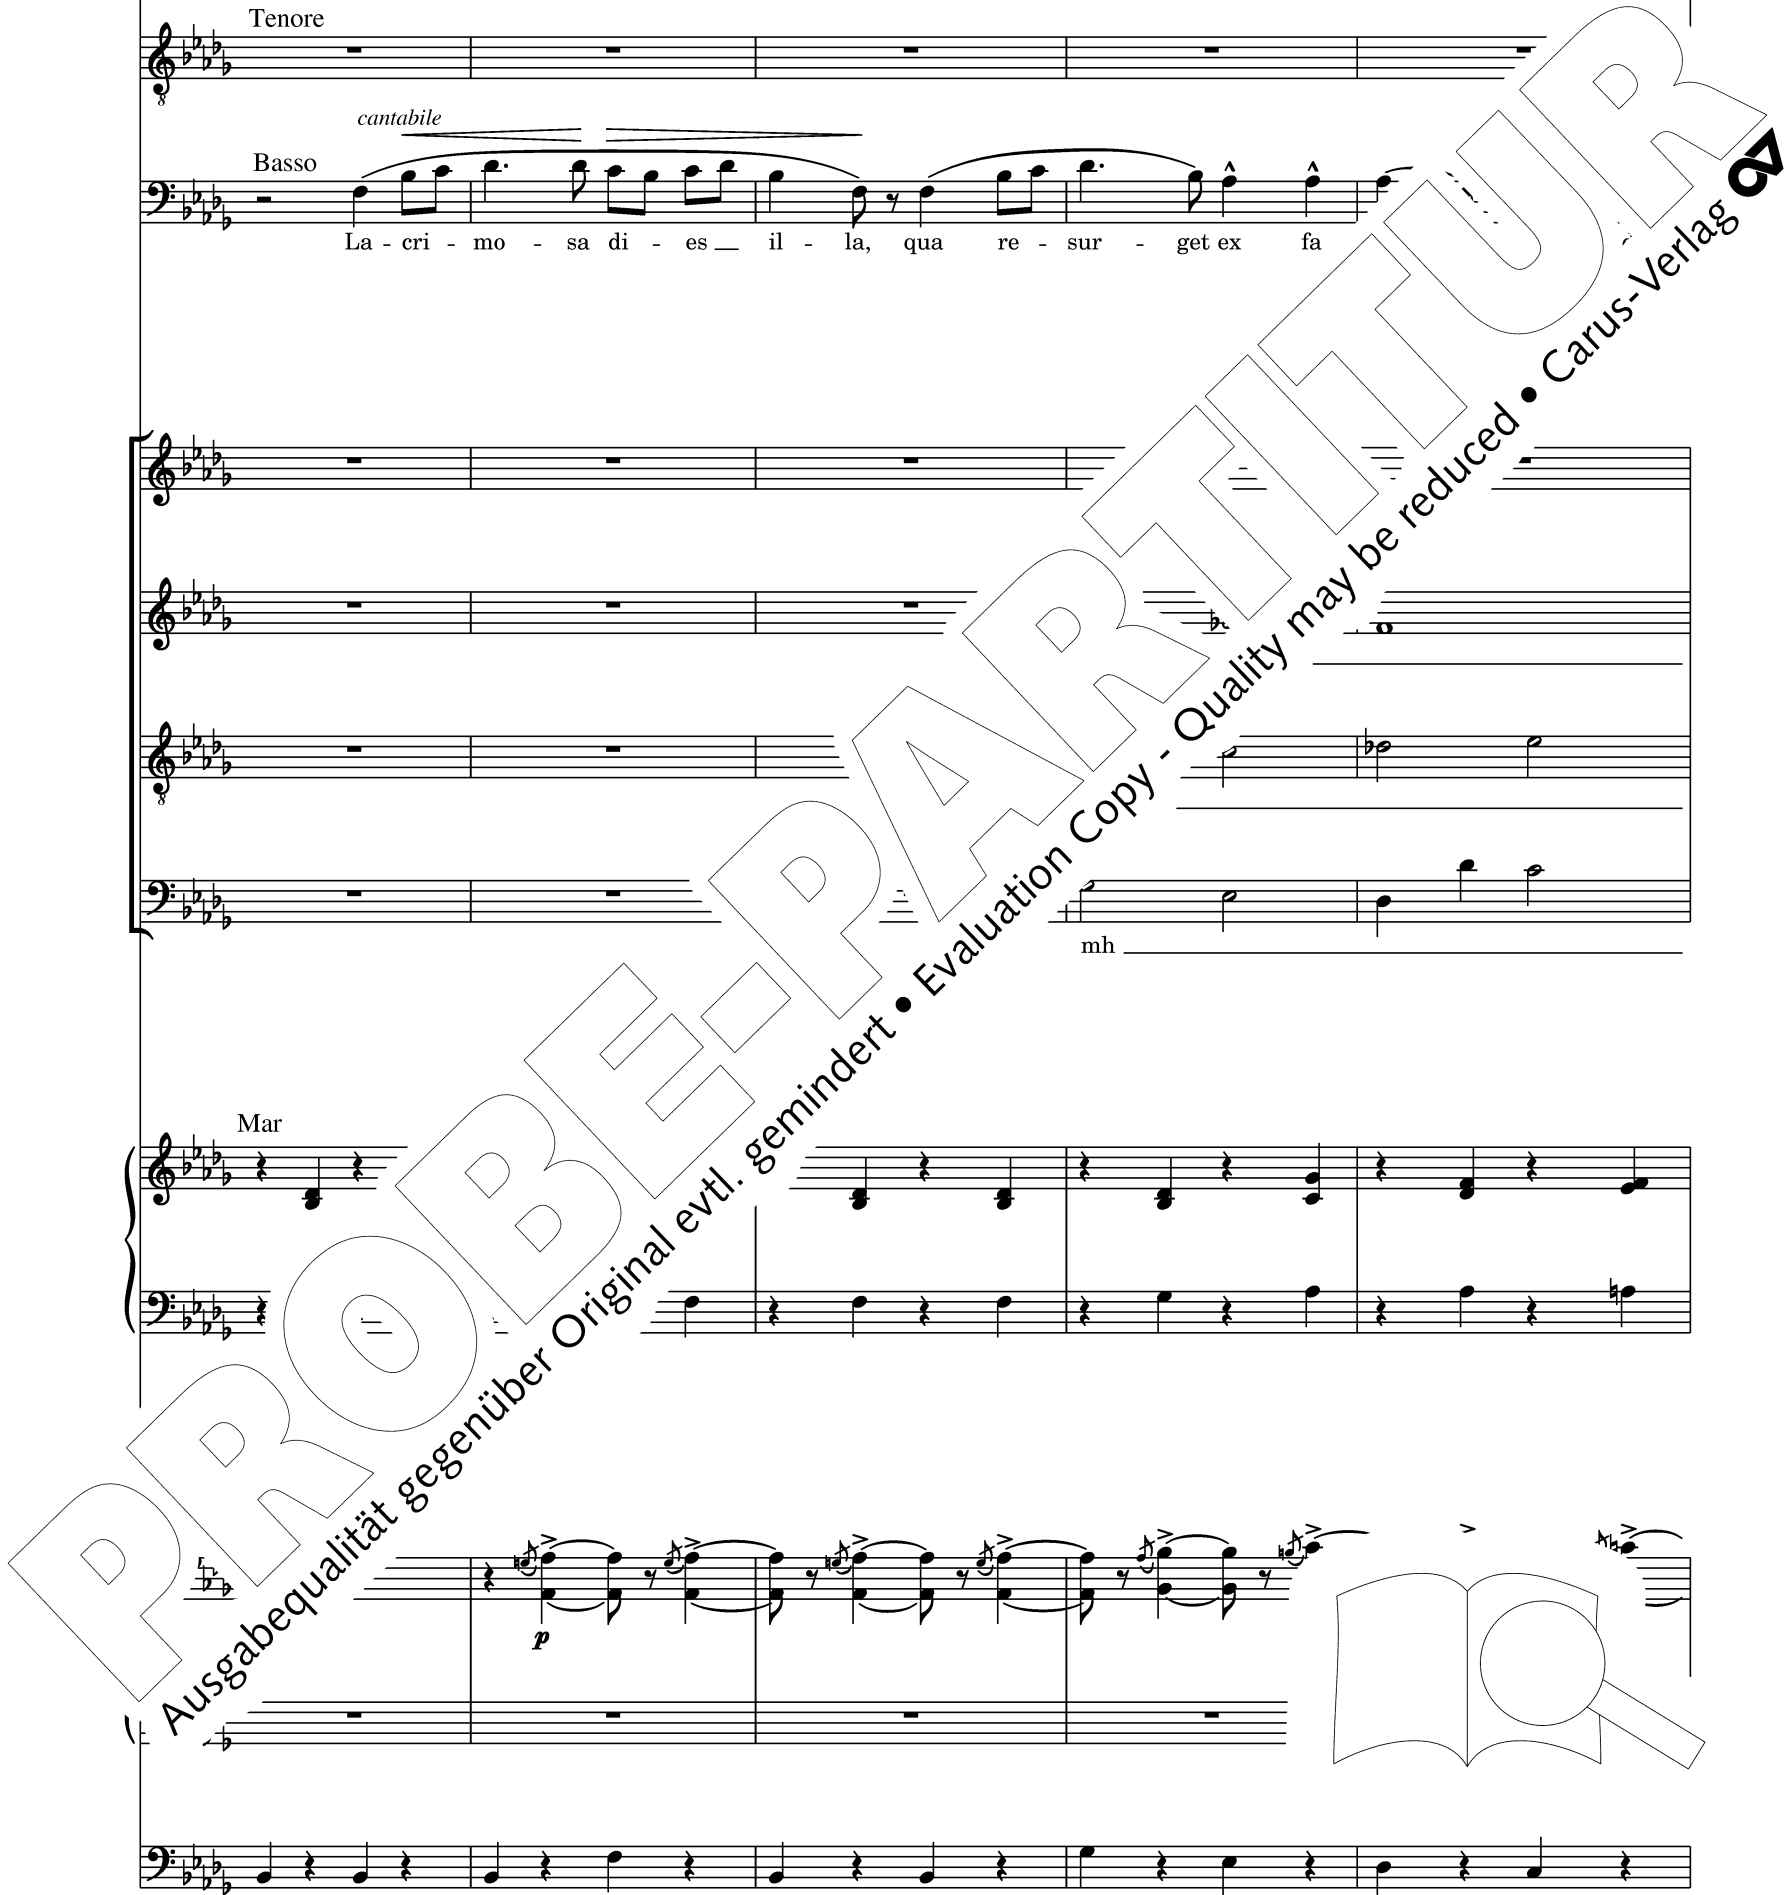 Tenore
cantabile
Basso
La - cri - mo - sa di - es il - la, qua re - sur - get ex fa
mh
Mar
p
PROBE-PARTITUR
Ausgabequalität gegenüber Original evtl. gemindert • Evaluation Copy - Quality may be reduced • Carus-Verlag